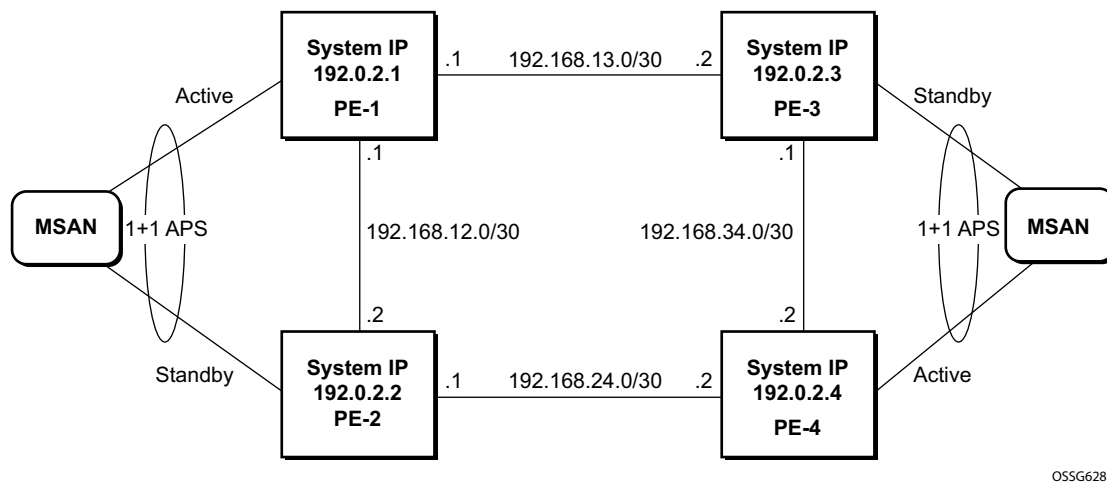 System IP
192.0.2.1
PE-1
.1
192.168.13.0/30
.2
System IP
192.0.2.3
PE-3
Active
Standby
.1
.1
MSAN
1+1 APS
192.168.12.0/30
192.168.34.0/30
1+1 APS
MSAN
.2
.2
Standby
System IP
192.0.2.2
PE-2
.1
192.168.24.0/30
.2
System IP
192.0.2.4
PE-4
Active
OSSG628